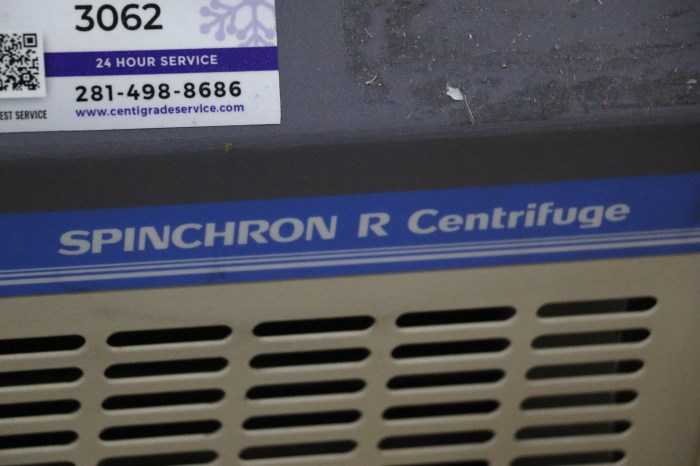 3062
24 HOUR SERVICE
281-498-8686
EST SERVICE
www.centigradeservice.com
SPINCHRON R Centrifuge